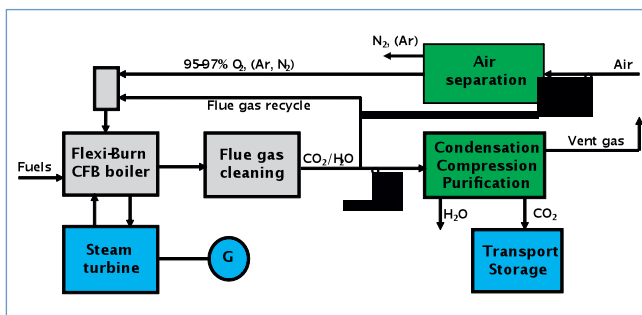 N₂, (Ar)
Air
separation
Air
95-97% O₂, (Ar, N₂)
Flue gas recycle
Fuels
Flexi-Burn
CFB boiler
Flue gas
cleaning
CO₂/H₂O
Condensation
Compression
Purification
Vent gas
H₂O
CO₂
Steam
turbine
G
Transport
Storage